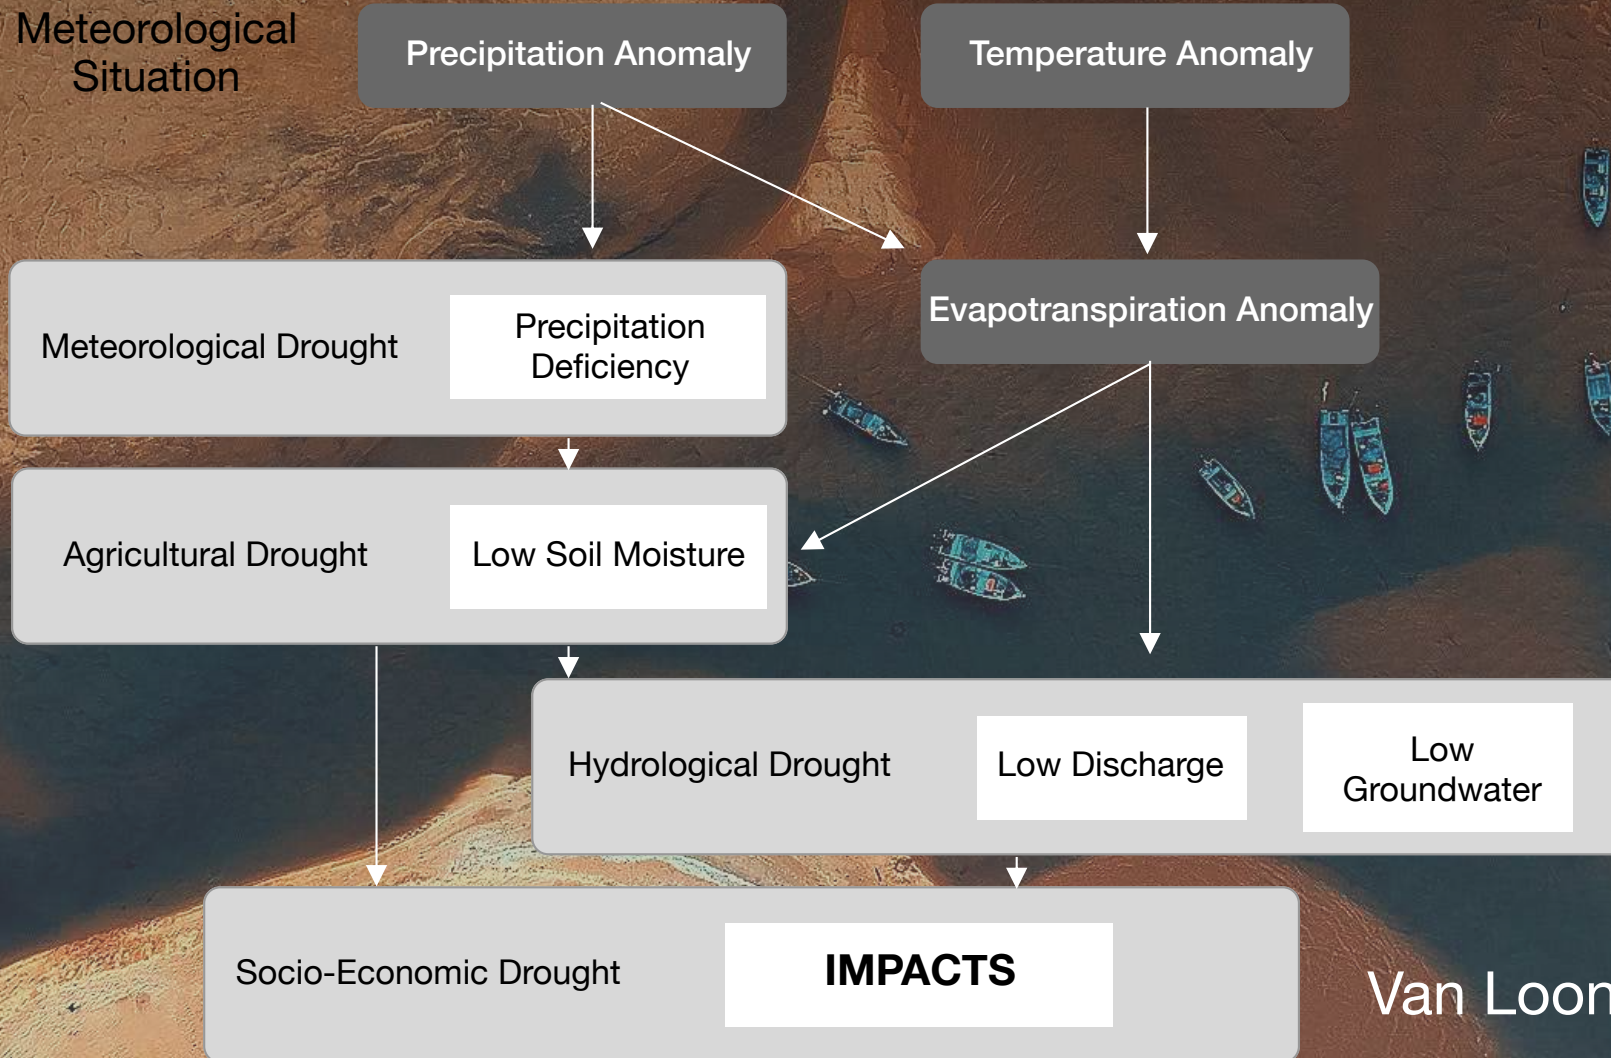 Meteorological
Situation
Precipitation Anomaly
Temperature Anomaly
Evapotranspiration Anomaly
Meteorological Drought
Precipitation
Deficiency
Agricultural Drought
Low Soil Moisture
Hydrological Drought
Low Discharge
Low
Groundwater
Socio-Economic Drought
IMPACTS
Van Loon